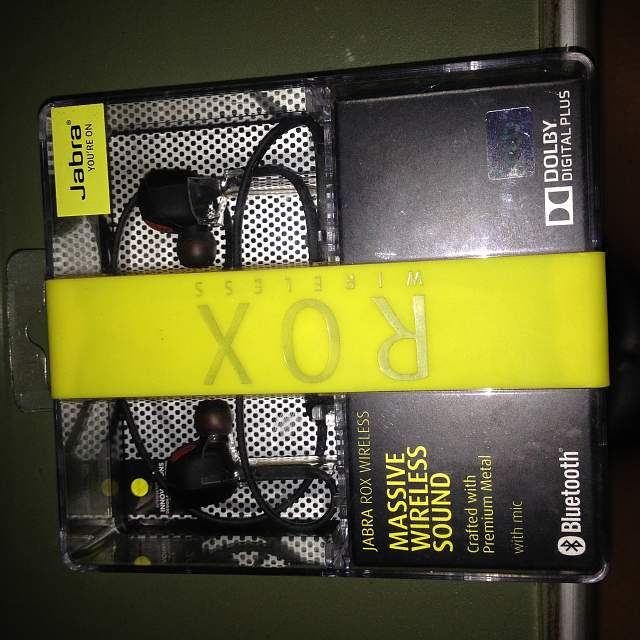 Jabra®
YOU'RE ON
WIRELESS
ROX
JABRA ROX WIRELESS
MASSIVE
WIRELESS
SOUND
Crafted with
Premium Metal
with mic
DOLBY
DIGITAL PLUS
Bluetooth®